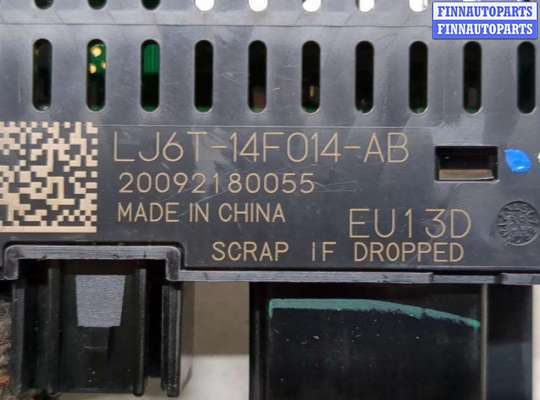 FINNAUTOPARTS
FINNAUTOPARTS
LJ6T-14F014-AB
20092180055
MADE IN CHINA
EU13D
SCRAP IF DROPPED